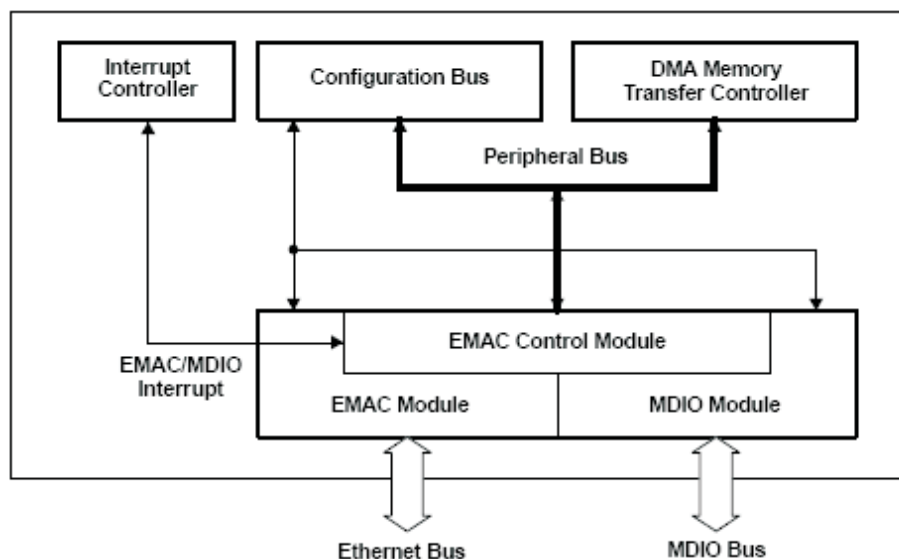 Interrupt
Controller
Configuration Bus
DMA Memory
Transfer Controller
Peripheral Bus
EMAC Control Module
EMAC/MDIO
Interrupt
EMAC Module
MDIO Module
Ethernet Bus
MDIO Bus